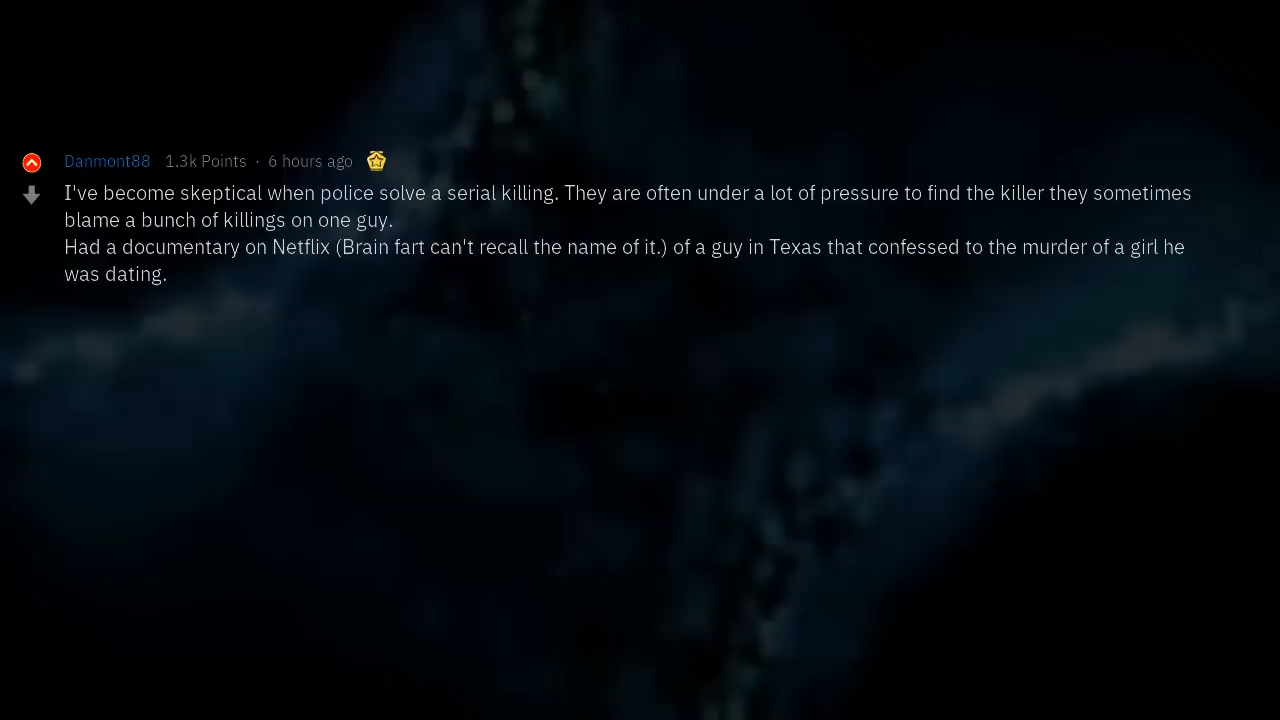 Danmont88 1.3k Points · 6 hours ago
I've become skeptical when police solve a serial killing. They are often under a lot of pressure to find the killer they sometimes
blame a bunch of killings on one guy.
Had a documentary on Netflix (Brain fart can't recall the name of it.) of a guy in Texas that confessed to the murder of a girl he
was dating.